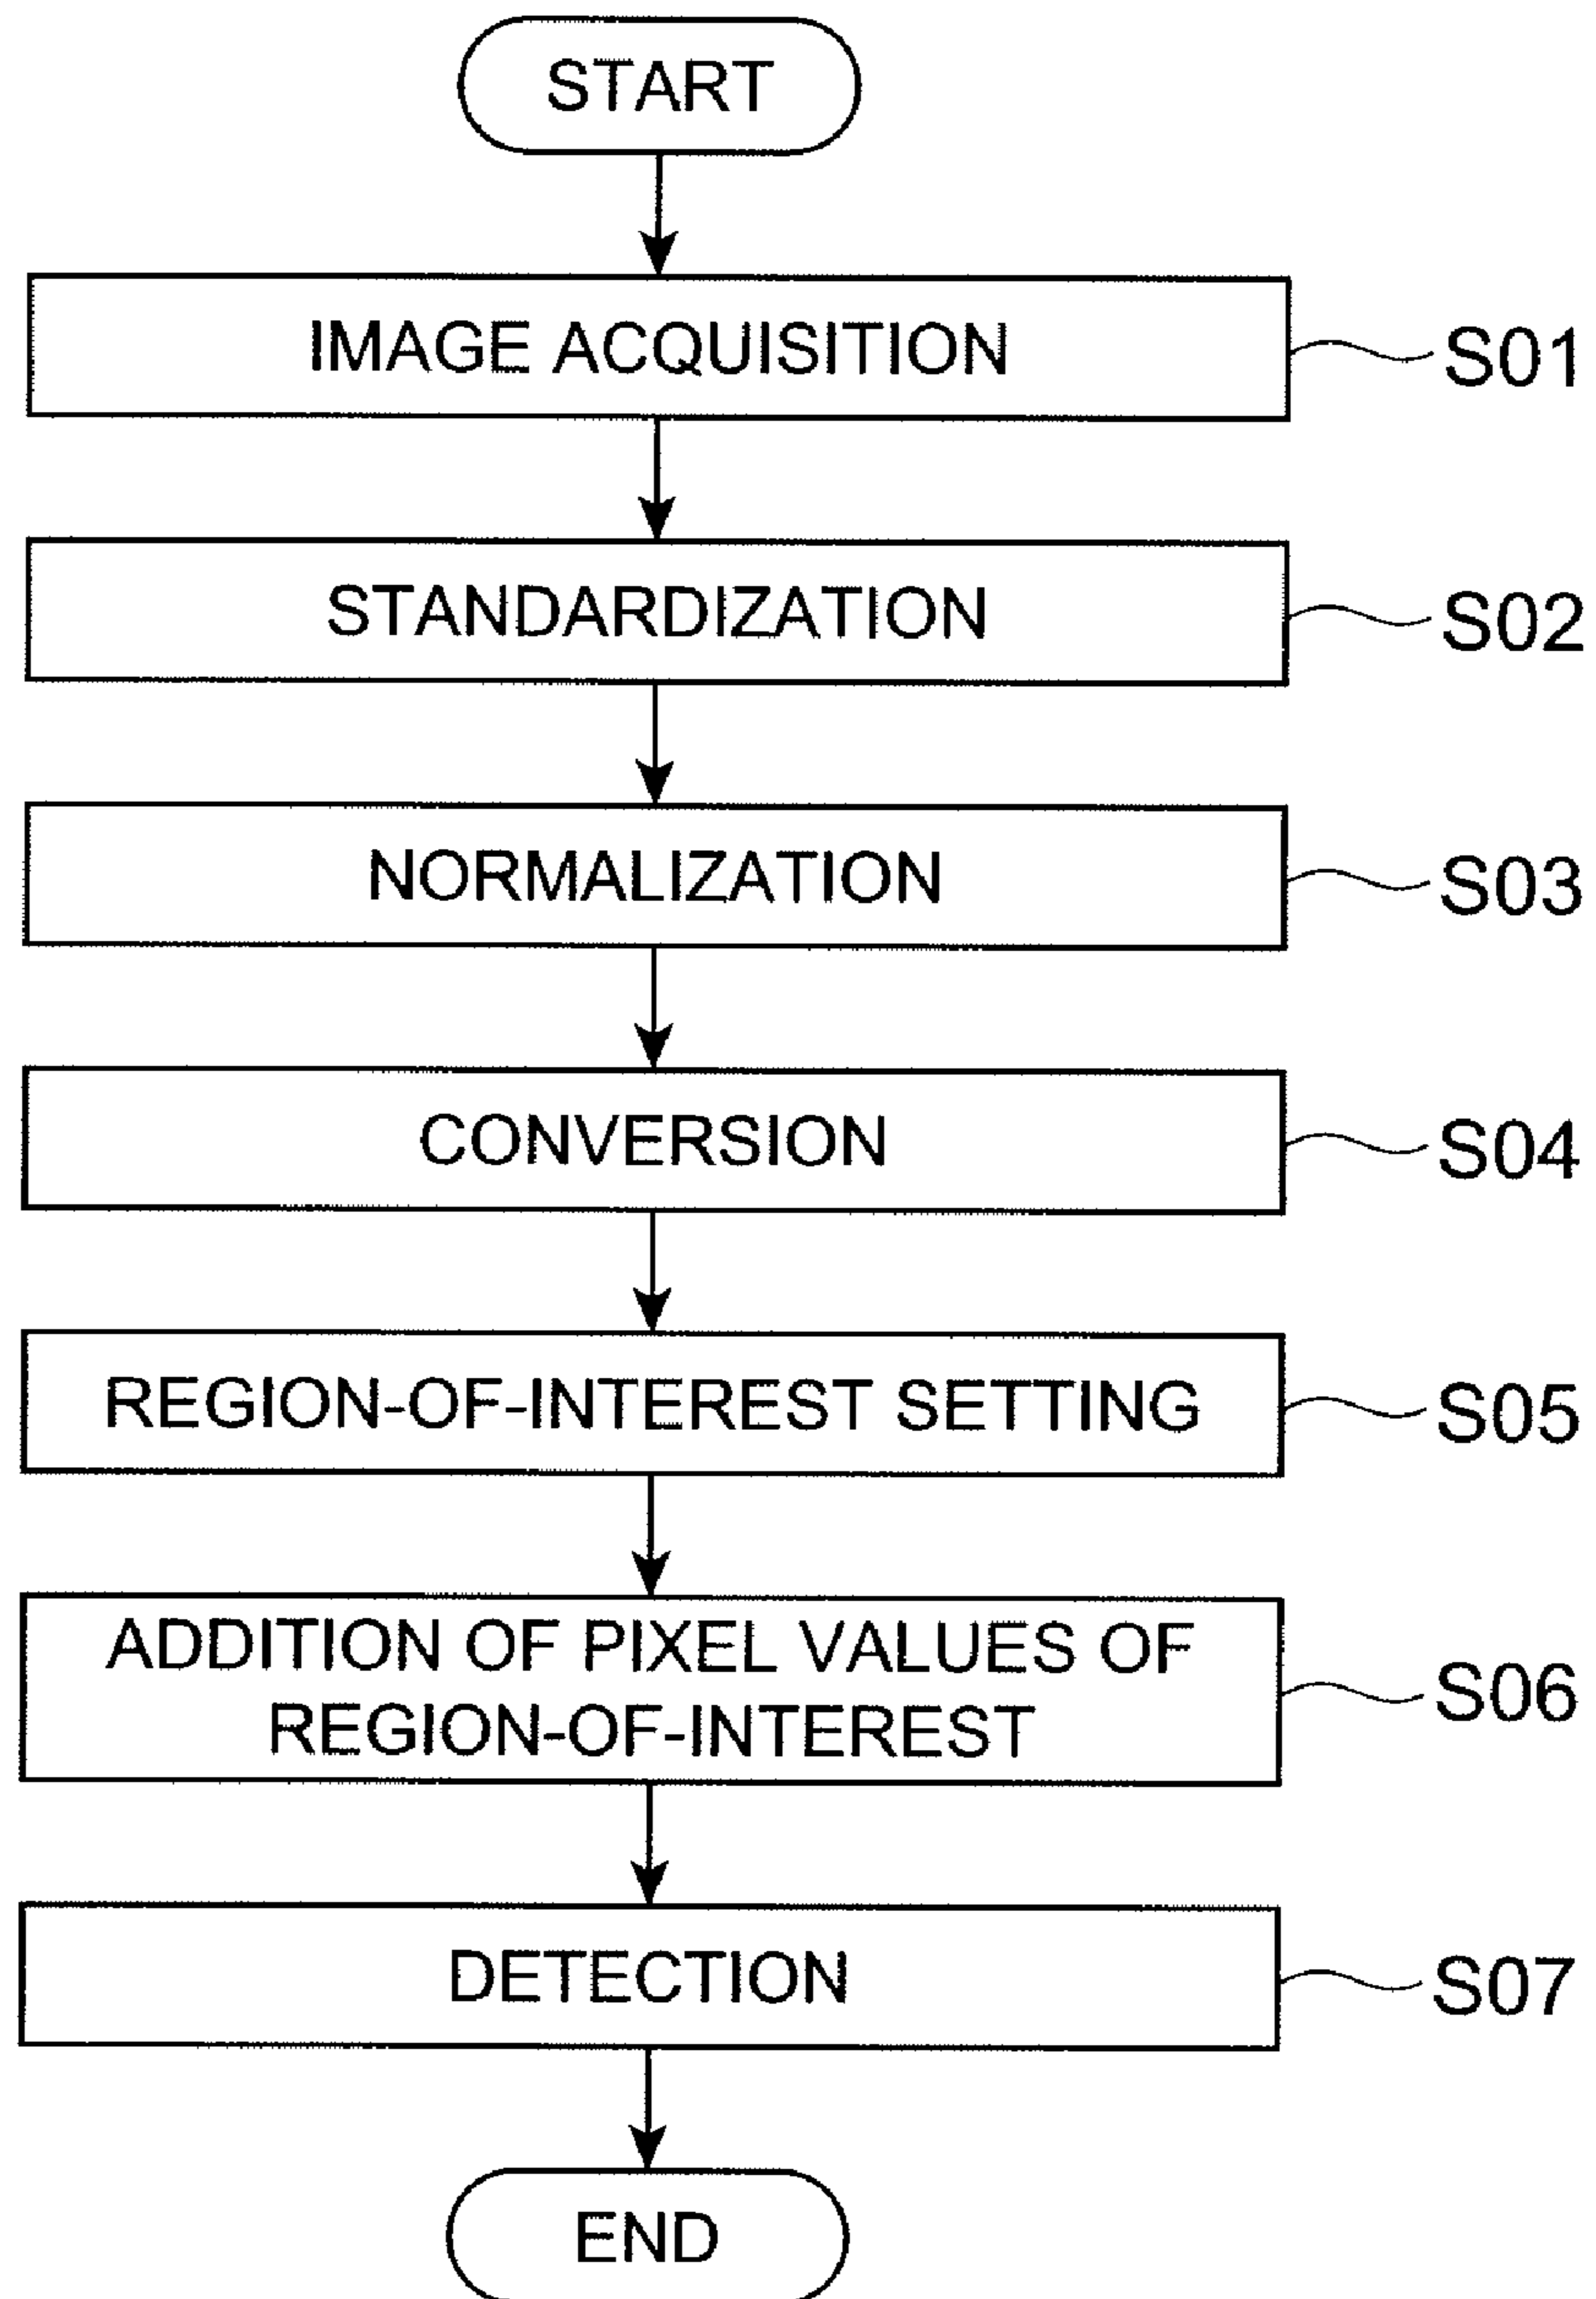 START
IMAGE ACQUISITION
S01
STANDARDIZATION
S02
NORMALIZATION
S03
CONVERSION
S04
REGION-OF-INTEREST SETTING
S05
ADDITION OF PIXEL VALUES OF
REGION-OF-INTEREST
S06
DETECTION
S07
END